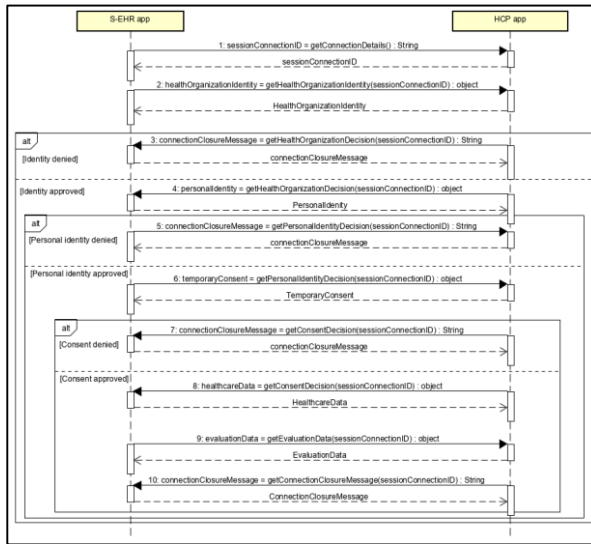 S-EHR app
HCP app
1: sessionConnectionID = getConnectionDetails() : String
sessionConnectionID
2: healthOrganizationIdentity = getHealthOrganizationIdentity(sessionConnectionID) : object
HealthOrganizationIdentity
alt
3: connectionClosureMessage = getHealthOrganizationDecision(sessionConnectionID) : String
[Identity denied]
connectionClosureMessage
[Identity approved]
4: personalIdentity = getHealthOrganizationDecision(sessionConnectionID) : object
PersonalIdenity
alt
5: connectionClosureMessage = getPersonalIdentityDecision(sessionConnectionID) : String
[Personal identity denied]
connectionClosureMessage
[Personal identity approved]
6: temporaryConsent = getPersonalIdentityDecision(sessionConnectionID) : object
TemporaryConsent
alt
7: connectionClosureMessage = getConsentDecision(sessionConnectionID) : String
[Consent denied]
connectionClosureMessage
[Consent approved]
8: healthcareData = getConsentDecision(sessionConnectionID) : object
HealthcareData
9: evaluationData = getEvaluationData(sessionConnectionID) : object
EvaluationData
10: connectionClosureMessage = getConnectionClosureMessage(sessionConnectionID) : String
ConnectionClosureMessage